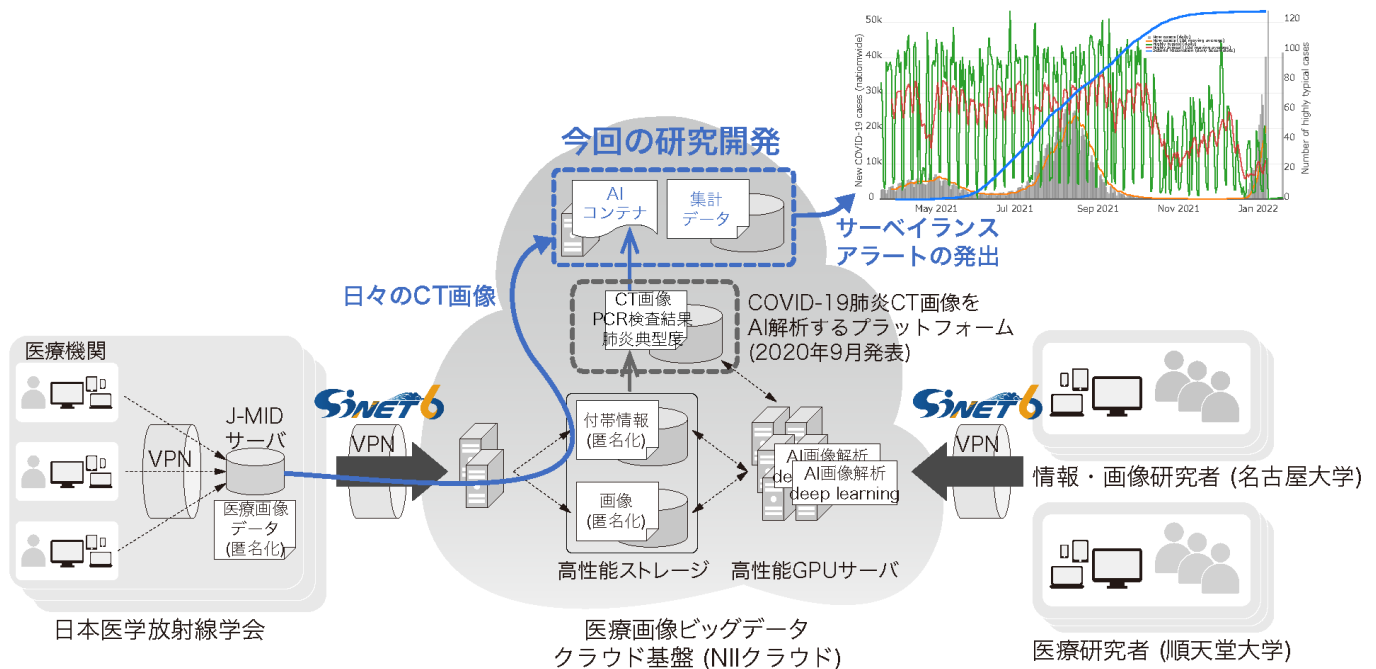 50k
40k
30k
20k
10k
0
New COVID-19 cases (nationwide)
120
100
80
60
40
20
0
Number of highly typical cases
May 2021
Jul 2021
Sep 2021
Nov 2021
Jan 2022
今回の研究開発
AI
コンテナ
集計
データ
サーベイランス
アラートの発出
日々のCT画像
CT画像
PCR検査結果
肺炎典型度
COVID-19肺炎CT画像を
AI解析するプラットフォーム
(2020年9月発表)
医療機関
J-MID
サーバ
VPN
医療画像
データ
(匿名化)
日本医学放射線学会
SiNET6
VPN
付帯情報
(匿名化)
画像
(匿名化)
高性能ストレージ
AI画像解析
de
AI画像解析
deep learning
高性能GPUサーバ
医療画像ビッグデータ
クラウド基盤 (NIIクラウド)
SiNET6
VPN
情報・画像研究者 (名古屋大学)
医療研究者 (順天堂大学)